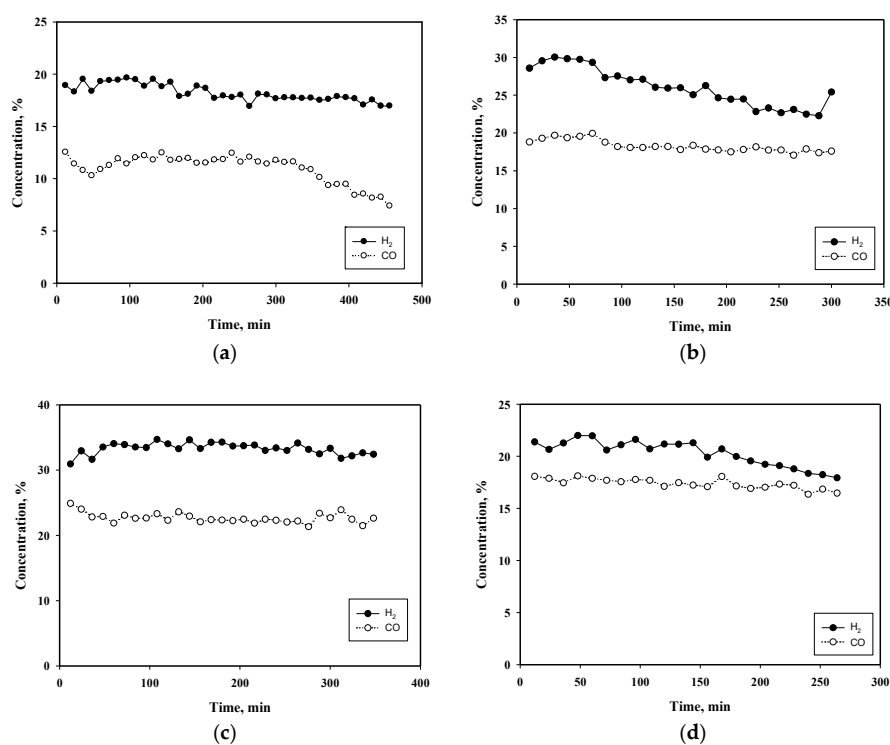 25
20
15
10
5
0
Concentration, %
H2
CO
0 100 200 300 400 500
Time, min
(a)
35
30
25
20
15
10
5
0
Concentration, %
H2
CO
0 50 100 150 200 250 300 350
Time, min
(b)
40
30
20
10
0
Concentration, %
H2
CO
0 100 200 300 400
Time, min
(c)
25
20
15
10
5
0
Concentration, %
H2
CO
0 50 100 150 200 250 300
Time, min
(d)